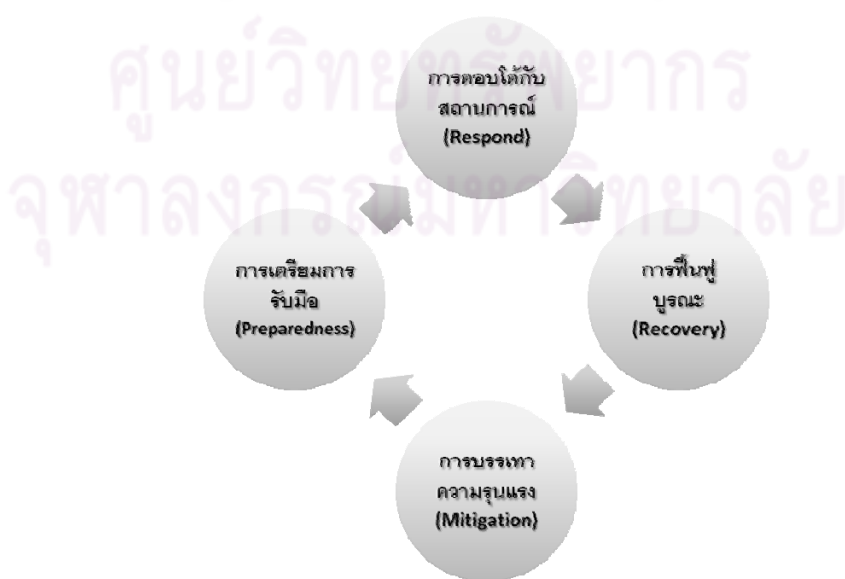 ศูนย์วิทยทรัพยากร
จุฬาลงกรณ์มหาวิทยาลัย
การตอบโต้กับ
สถานการณ์
(Respond)
การเตรียมการ
รับมือ
(Preparedness)
การฟื้นฟู
บูรณะ
(Recovery)
การบรรเทา
ความรุนแรง
(Mitigation)